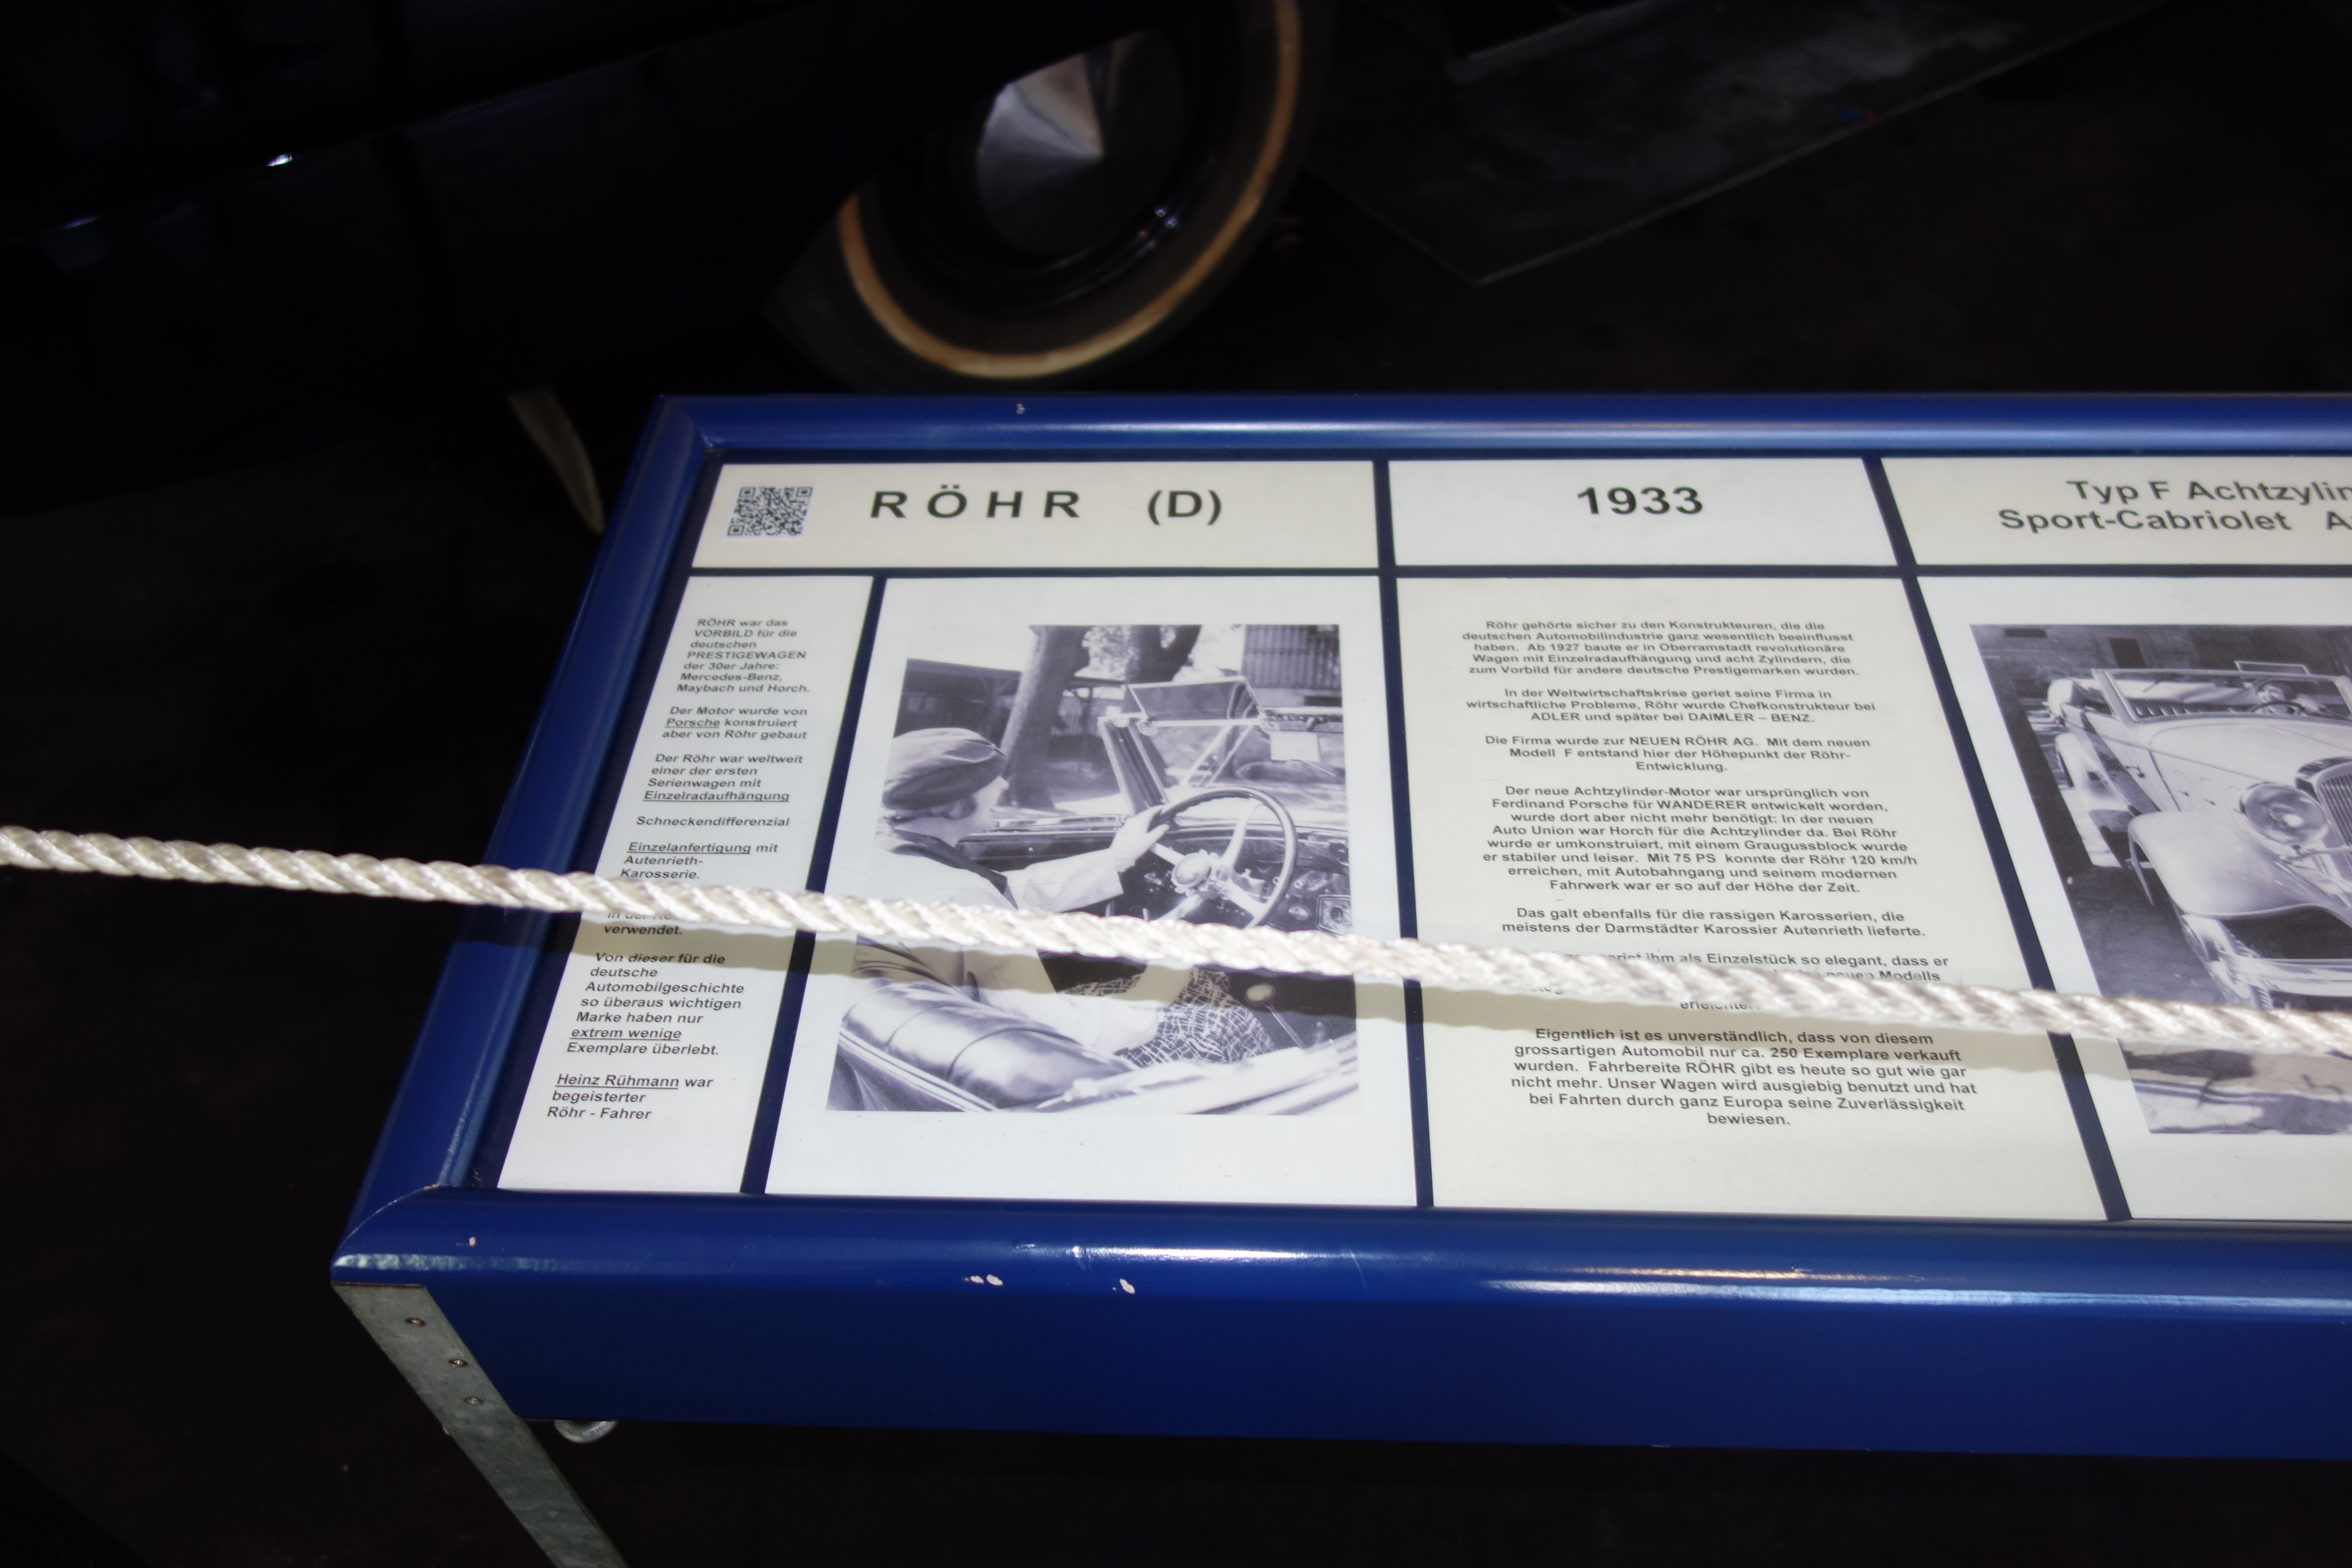 RÖHR (D)
1933
Typ F
Sport-Cabriolet
RÖHR war das
VORBILD für die
deutschen
PRESTIGEWAGEN
der 30er Jahre:
Mercedes-Benz,
Maybach und Horch.
Der Motor wurde von
Porsche konstruiert
aber von Röhr gebaut
Der Röhr war weltweit
einer der ersten
Serienwagen mit
Einzelradaufhängung
Schneckendifferenzial
Einzelanfertigung mit
Autenrieth-
Karosserie.
in der
verwendet.
Von dieser für die
deutsche
Automobilgeschichte
so überaus wichtigen
Marke haben nur
extrem wenige
Exemplare überlebt.
Heinz Rühmann war
begeisterter
Röhr - Fahrer
Röhr gehörte sicher zu den Konstrukteuren, die die
deutschen Automobilindustrie ganz wesentlich beeinflusst
haben. Ab 1927 baute er in Oberramstadt revolutionäre
Wagen mit Einzelradaufhängung und acht Zylindern, die
zum Vorbild für andere deutsche Prestigemarken wurden.
In der Weltwirtschaftskrise geriet seine Firma in
wirtschaftliche Probleme, Röhr wurde Chefkonstrukteur bei
ADLER und später bei DAIMLER – BENZ.
Die Firma wurde zur NEUEN RÖHR AG. Mit dem neuen
Modell F entstand hier der Höhepunkt der Röhr-
Entwicklung.
Der neue Achtzylinder-Motor war ursprünglich von
Ferdinand Porsche für WANDERER entwickelt worden,
wurde dort aber nicht mehr benötigt: In der neuen
Auto Union war Horch für die Achtzylinder da. Bei Röhr
wurde er umkonstruiert, mit einem Graugussblock wurde
er stabiler und leiser. Mit 75 PS konnte der Röhr 120 km/h
erreichen, mit Autobahngang und seinem modernen
Fahrwerk war er so auf der Höhe der Zeit.
Das galt ebenfalls für die rassigen Karosserien, die
meistens der Darmstädter Karossier Autenrieth lieferte.
ihm als Einzelstück so elegant, dass er
neuen Modells
Eigentlich ist es unverständlich, dass von diesem
grossartigen Automobil nur ca. 250 Exemplare verkauft
wurden. Fahrbereite RÖHR gibt es heute so gut wie gar
nicht mehr. Unser Wagen wird ausgiebig benutzt und hat
bei Fahrten durch ganz Europa seine Zuverlässigkeit
bewiesen.